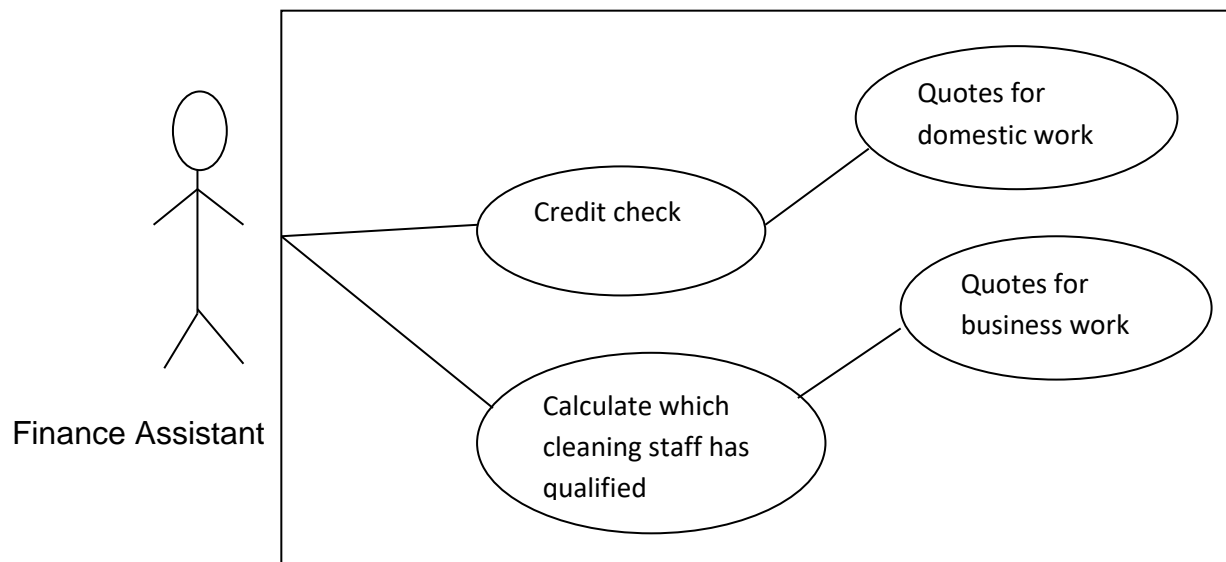 Quotes for
domestic work
Credit check
Quotes for
business work
Calculate which
cleaning staff has
qualified
Finance Assistant